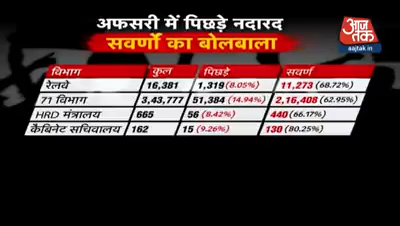 अफसरी में पिछड़े नदारद
सवर्णों का बोलबाला
आज तक
aajtak.in
विभाग कुल पिछड़े सवर्ण
रेलवे 16,381 1,319 (8.05%) 11,273 (68.72%)
71 विभाग 3,43,777 51,384 (14.94%) 2,16,408 (62.95%)
HRD मंत्रालय 665 56 (8.42%) 440 (66.17%)
कैबिनेट सचिवालय 162 15 (9.26%) 130 (80.25%)